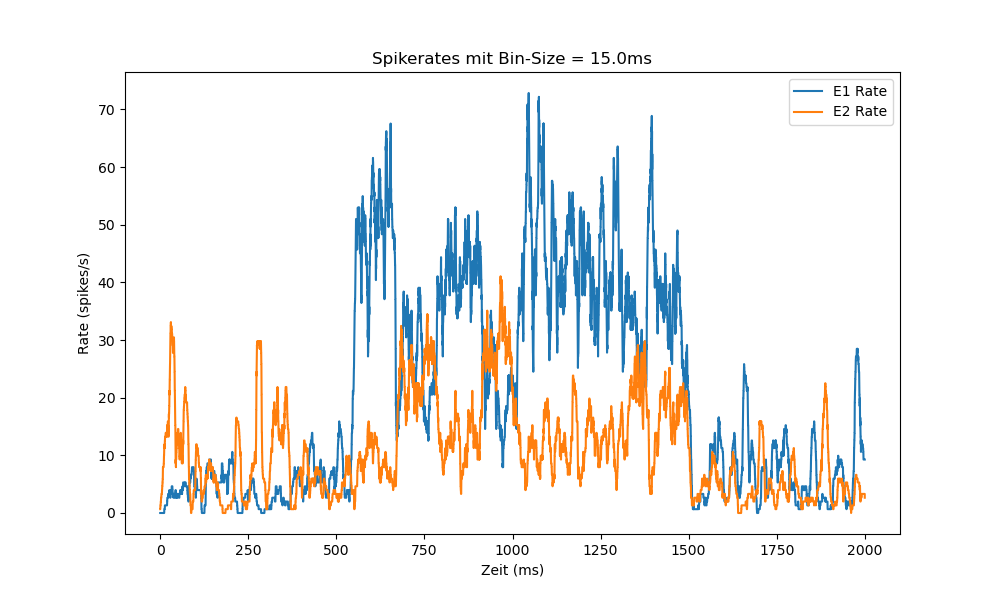 Spikerates mit Bin-Size = 15.0ms
E1 Rate
E2 Rate
Rate (spikes/s)
70
60
50
40
30
20
10
0
0 250 500 750 1000 1250 1500 1750 2000
Zeit (ms)